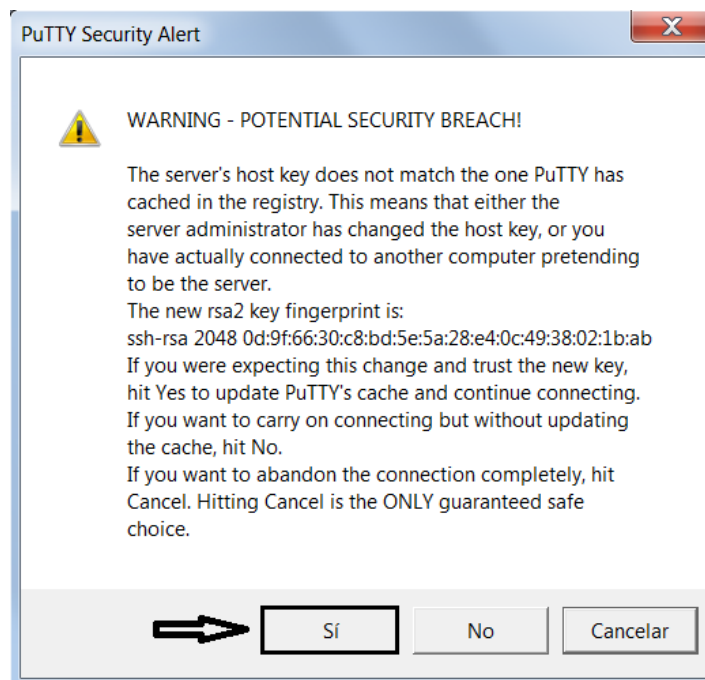 PuTTY Security Alert
X
WARNING - POTENTIAL SECURITY BREACH!
The server's host key does not match the one PuTTY has
cached in the registry. This means that either the
server administrator has changed the host key, or you
have actually connected to another computer pretending
to be the server.
The new rsa2 key fingerprint is:
ssh-rsa 2048 0d:9f:66:30:c8:bd:5e:5a:28:e4:0c:49:38:02:1b:ab
If you were expecting this change and trust the new key,
hit Yes to update PuTTY's cache and continue connecting.
If you want to carry on connecting but without updating
the cache, hit No.
If you want to abandon the connection completely, hit
Cancel. Hitting Cancel is the ONLY guaranteed safe
choice.
Sí No Cancelar